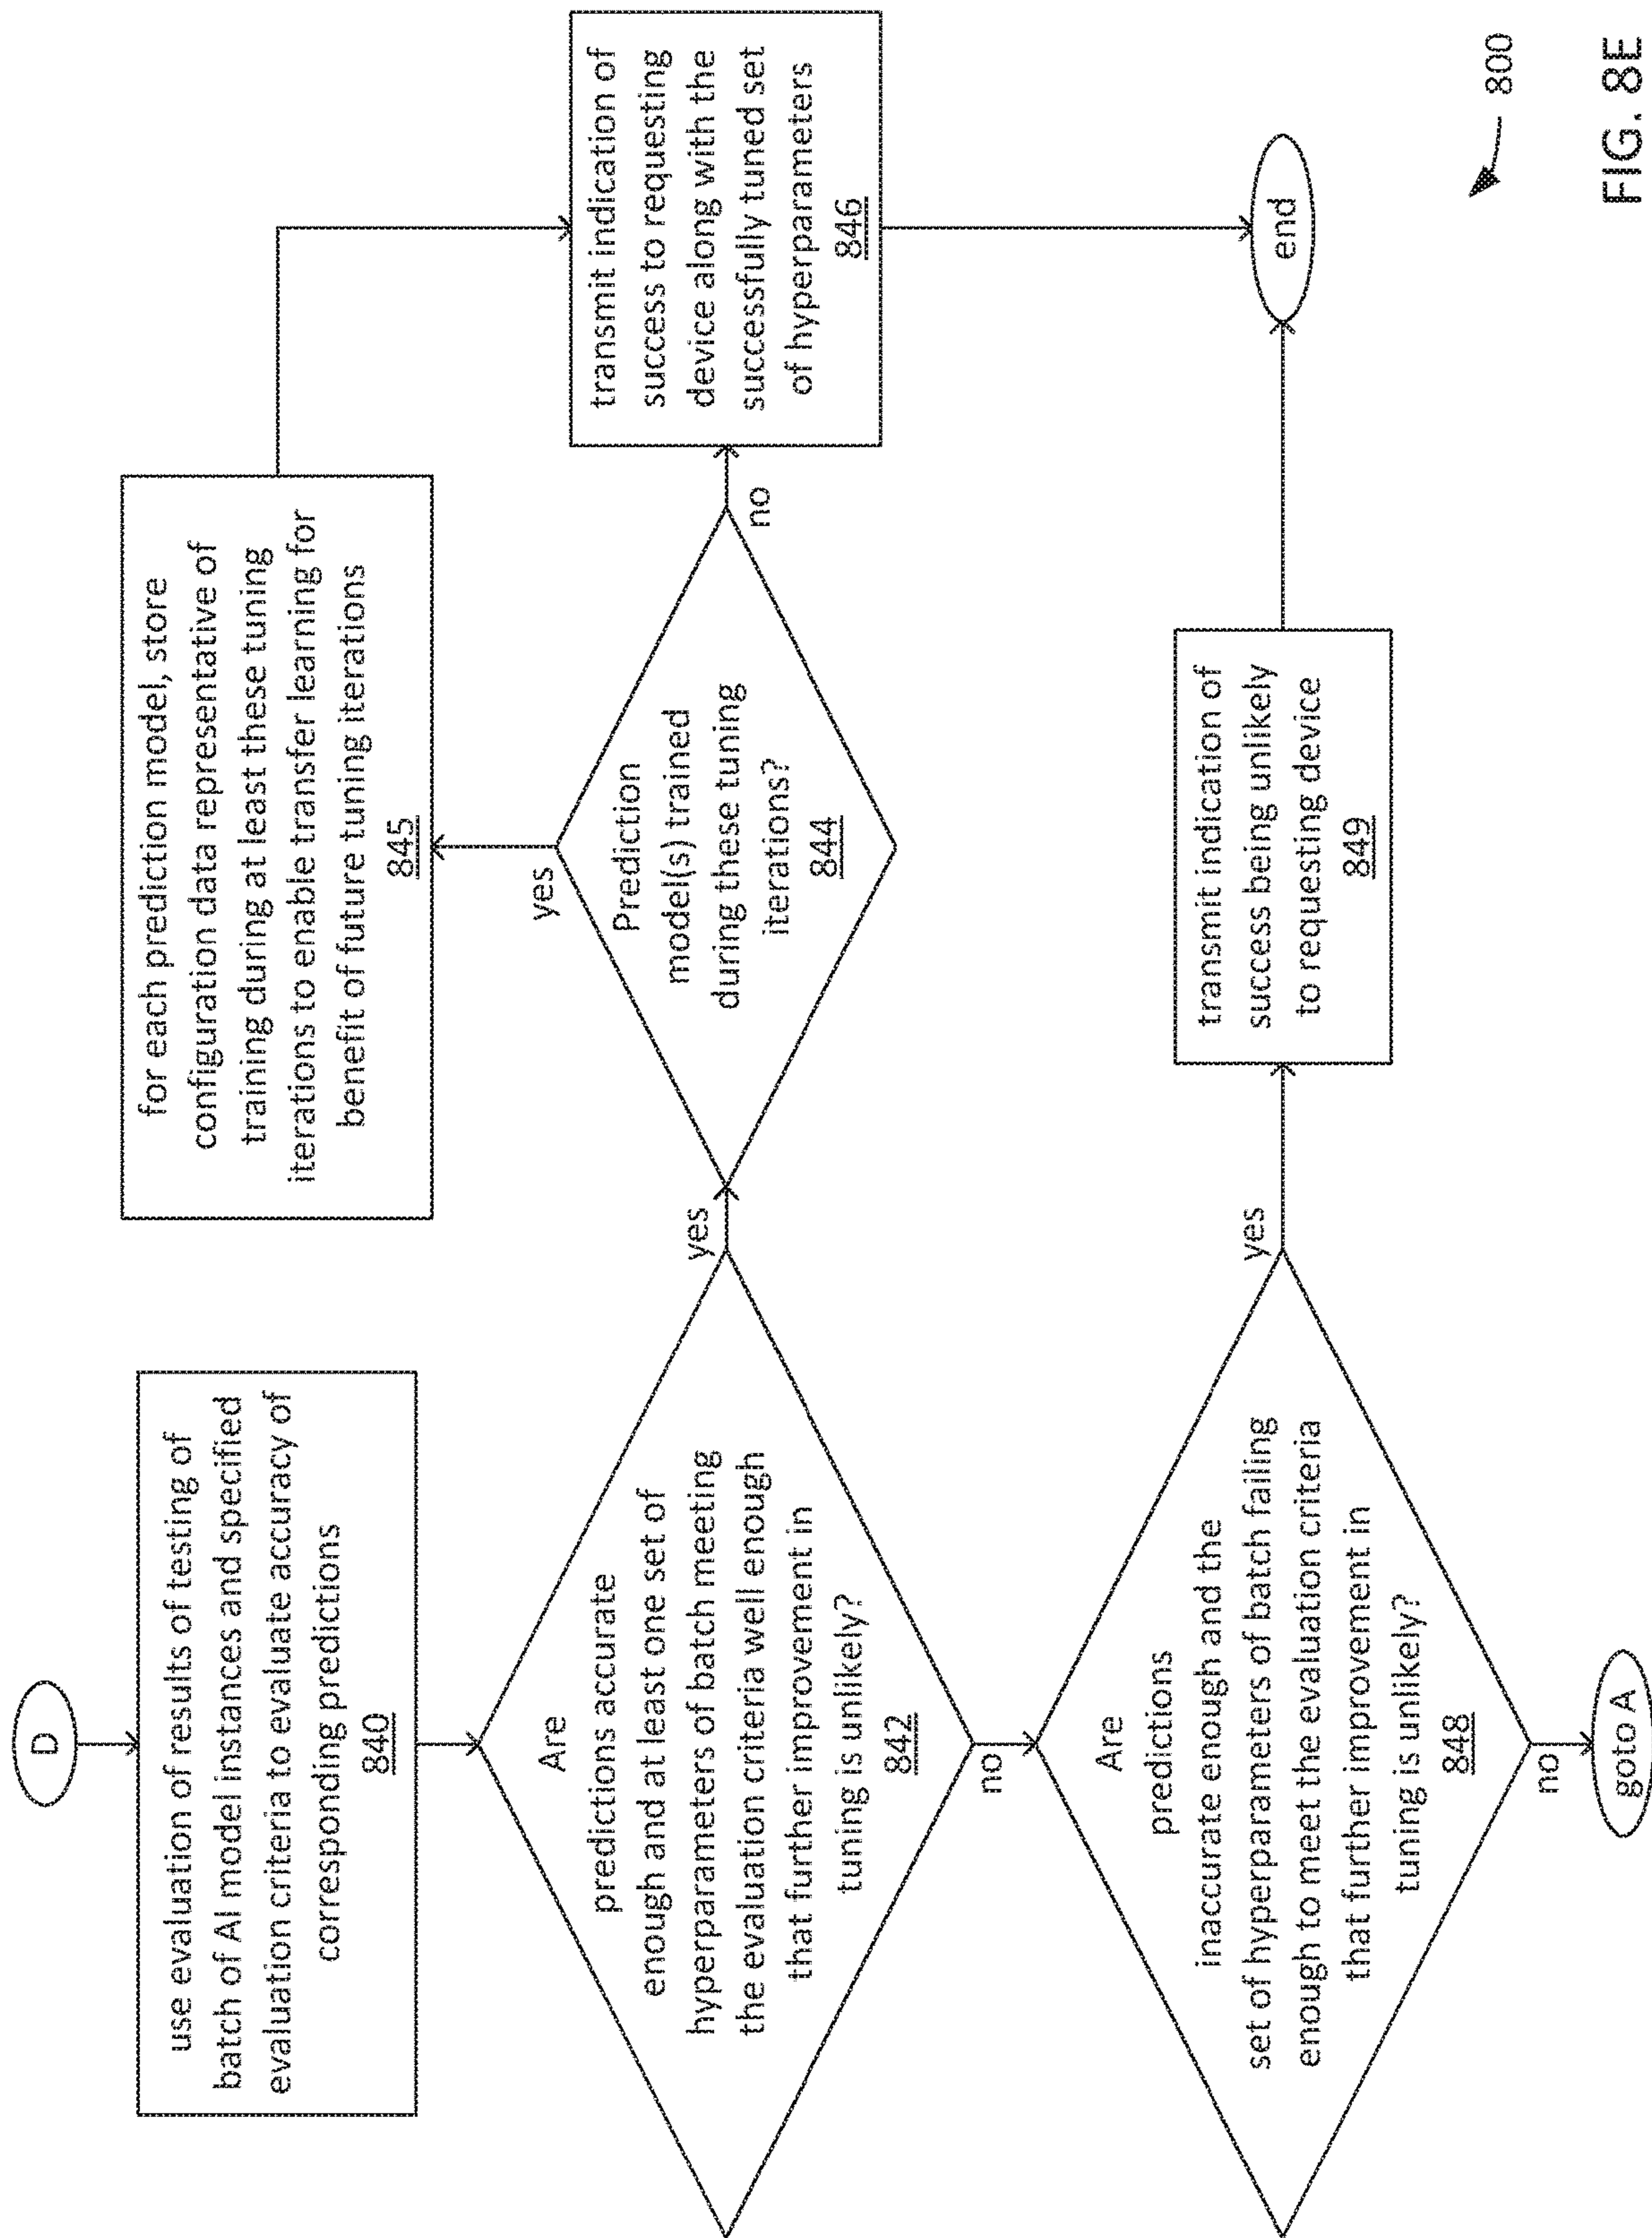 D
use evaluation of results of testing of
batch of AI model instances and specified
evaluation criteria to evaluate accuracy of
corresponding predictions
840
Are
predictions accurate
enough and at least one set of
hyperparameters of batch meeting
the evaluation criteria well enough
that further improvement in
tuning is unlikely?
842
yes
no
for each prediction model, store
configuration data representative of
training during at least these tuning
iterations to enable transfer learning for
benefit of future tuning iterations
845
yes
Prediction
model(s) trained
during these tuning
iterations?
844
no
transmit indication of
success to requesting
device along with the
successfully tuned set
of hyperparameters
846
Are
predictions
inaccurate enough and the
set of hyperparameters of batch failing
enough to meet the evaluation criteria
that further improvement in
tuning is unlikely?
848
yes
no
transmit indication of
success being unlikely
to requesting device
849
end
goto A
800
FIG. 8E